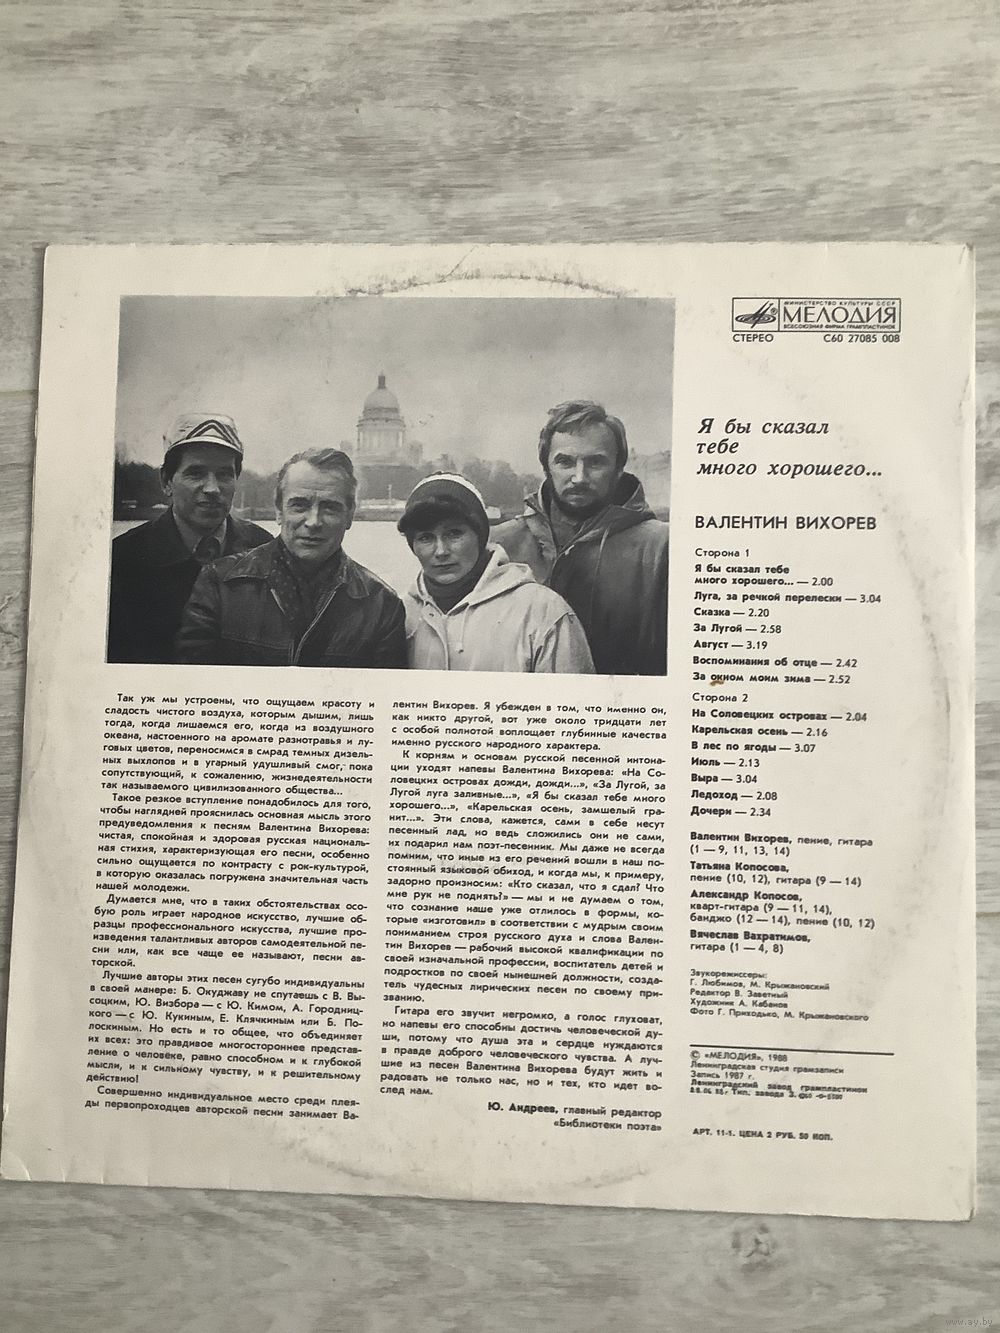 МИНИСТЕРСТВО КУЛЬТУРЫ СССР
МЕЛОДИЯ
ВСЕСОЮЗНАЯ ФИРМА ГРАМПЛАСТИНОК
СТЕРЕО С60 27085 008
Я бы сказал
тебе
много хорошего...
ВАЛЕНТИН ВИХОРЕВ
Сторона 1
Я бы сказал тебе
много хорошего... — 2.00
Луга, за речкой перелески — 3.04
Сказка — 2.20
За Лугой — 2.58
Август — 3.19
Воспоминания об отце — 2.42
За окном моим зима — 2.52
Сторона 2
На Соловецких островах — 2.04
Карельская осень — 2.16
В лес по ягоды — 3.07
Июль — 2.13
Выра — 3.04
Ледоход — 2.08
Дочери — 2.34
Валентин Вихорев, пение, гитара
(1 — 9, 11, 13, 14)
Татьяна Копосова,
пение (10, 12), гитара (9 — 14)
Александр Копосов,
кварт-гитара (9 — 11, 14),
банджо (12 — 14), пение (10, 12)
Вячеслав Вахратимов,
гитара (1 — 4, 8)
Звукорежиссеры:
Г. Любимов, М. Крыжановский
Редактор В. Заветный
Художник А. Кабанов
Фото Г. Приходько, М. Крыжановского
© «МЕЛОДИЯ», 1988
Ленинградская студия грамзаписи
Запись 1987 г.
Ленинградский завод грампластинок
Тип. завода
АРТ. 11-1. ЦЕНА 2 РУБ. 50 КОП.
Так уж мы устроены, что ощущаем красоту и
сладость чистого воздуха, которым дышим, лишь
тогда, когда лишаемся его, когда из воздушного
океана, настоенного на аромате разнотравья и лу-
говых цветов, переносимся в смрад темных дизель-
ных выхлопов и в угарный удушливый смог, пока
сопутствующий, к сожалению, жизнедеятельности
так называемого цивилизованного общества...
Такое резкое вступление понадобилось для того,
чтобы наглядней прояснилась основная мысль этого
предуведомления к песням Валентина Вихорева:
чистая, спокойная и здоровая русская националь-
ная стихия, характеризующая его песни, особенно
сильно ощущается по контрасту с рок-культурой,
в которую оказалась погружена значительная часть
нашей молодежи.
Думается мне, что в таких обстоятельствах осо-
бую роль играет народное искусство, лучшие об-
разцы профессионального искусства, лучшие про-
изведения талантливых авторов самодеятельной пе-
сни или, как все чаще ее называют, песни ав-
торской.
Лучшие авторы этих песен сугубо индивидуальны
в своей манере: Б. Окуджаву не спутаешь с В. Вы-
соцким, Ю. Визбора — с Ю. Кимом, А. Городниц-
кого — с Ю. Кукиным, Е. Клячкиным или Б. По-
лоскиным. Но есть и то общее, что объединяет
их всех: это правдивое многостороннее представ-
ление о человеке, равно способном и к глубокой
мысли, и к сильному чувству, и к решительному
действию!
Совершенно индивидуальное место среди плея-
ды первопроходцев авторской песни занимает Ва-
лентин Вихорев. Я убежден в том, что именно он,
как никто другой, вот уже около тридцати лет
с особой полнотой воплощает глубинные качества
именно русского народного характера.
К корням и основам русской песенной интона-
ции уходят напевы Валентина Вихорева: «На Со-
ловецких островах дожди, дожди...», «За Лугой, за
Лугой луга заливные...», «Я бы сказал тебе много
хорошего...», «Карельская осень, замшелый гра-
нит...». Эти слова, кажется, сами в себе несут
песенный лад, но ведь сложились они не сами,
их подарил нам поэт-песенник. Мы даже не всегда
помним, что иные из его речений вошли в наш по-
стоянный языковой обиход, и когда мы, к примеру,
задорно произносим: «Кто сказал, что я сдал? Что
мне рук не поднять?» — мы и не думаем о том,
что сознание наше уже отлилось в формы, ко-
торые «изготовил» в соответствии с мудрым своим
пониманием строя русского духа и слова Вален-
тин Вихорев — рабочий высокой квалификации по
своей изначальной профессии, воспитатель детей и
подростков по своей нынешней должности, созда-
тель чудесных лирических песен по своему при-
званию.
Гитара его звучит негромко, а голос глуховат,
но напевы его способны достичь человеческой ду-
ши, потому что душа эта и сердце нуждаются
в правде доброго человеческого чувства. А луч-
шие из песен Валентина Вихорева будут жить и
радовать не только нас, но и тех, кто идет во-
след нам.
Ю. Андреев, главный редактор
«Библиотеки поэта»
www.ay.by